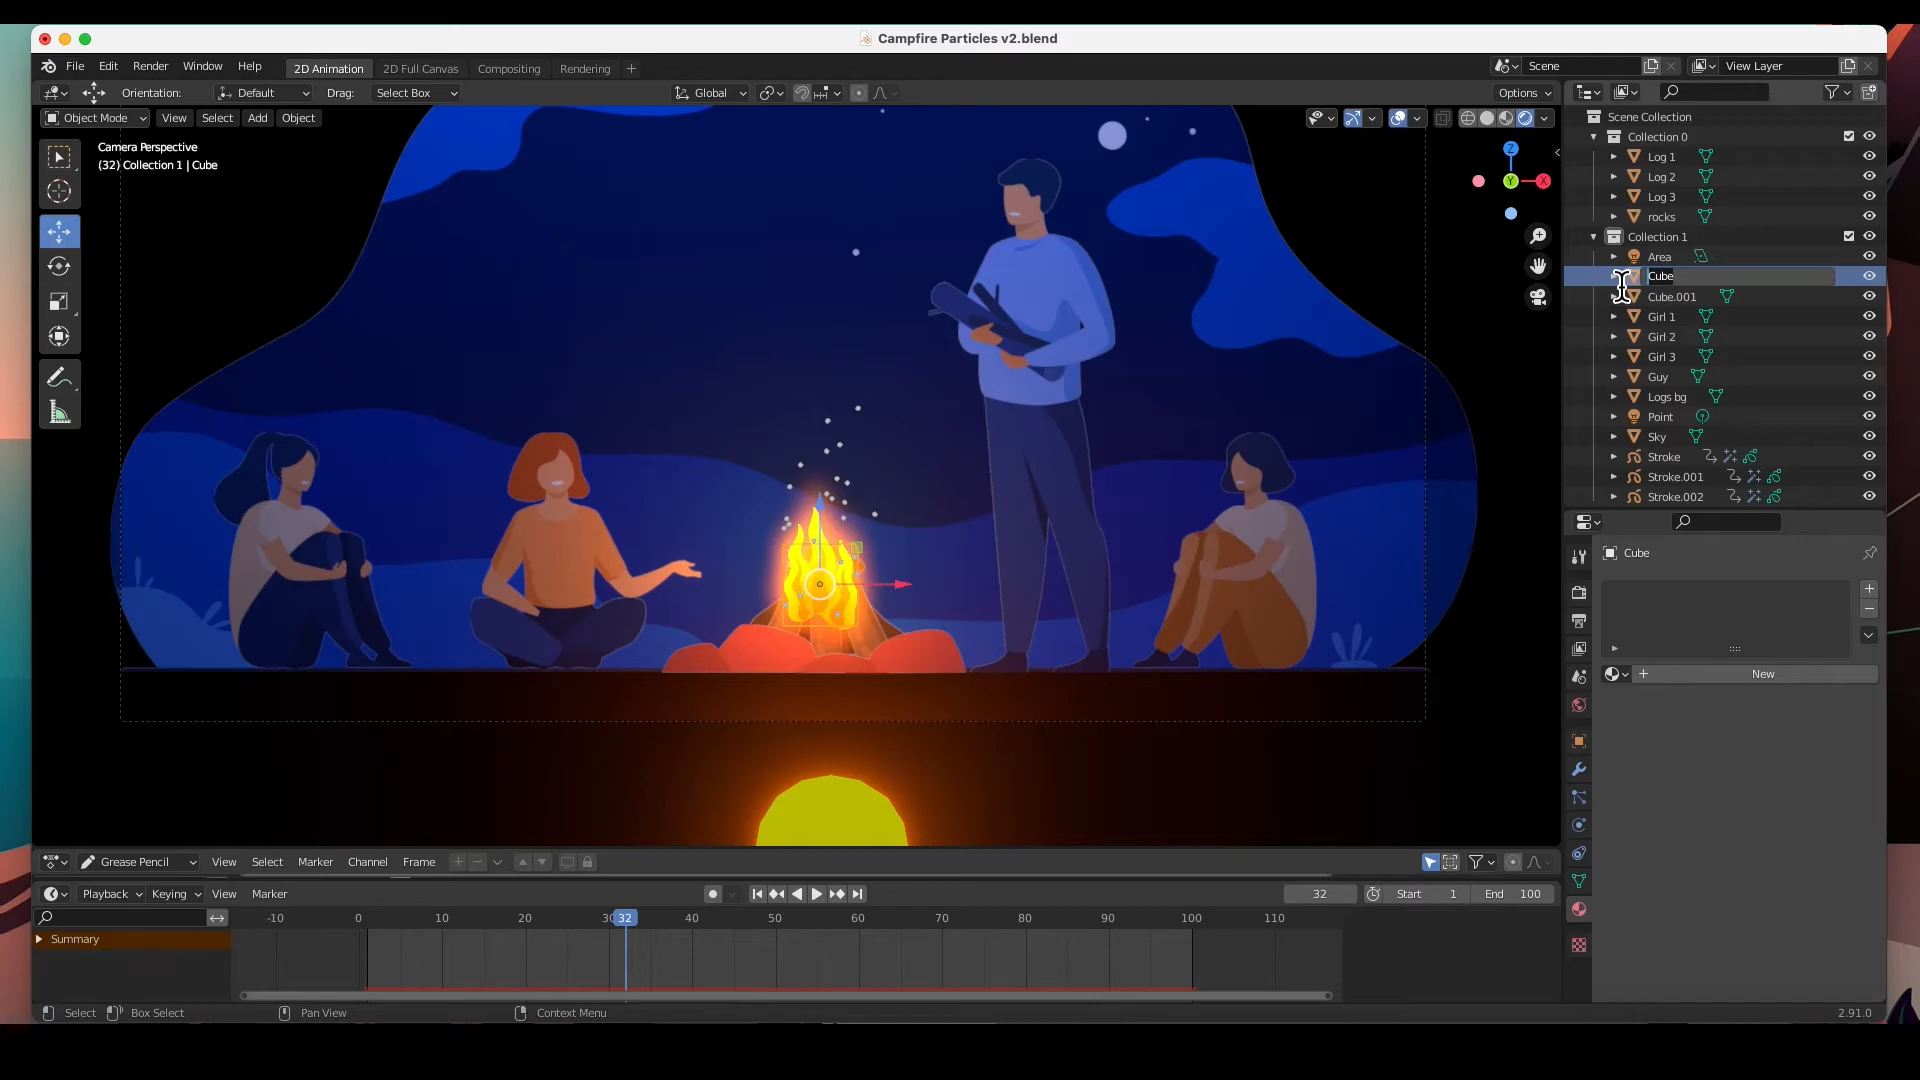 Campfire Particles v2.blend
File Edit Render Window Help 2D Animation 2D Full Canvas Compositing Rendering + Scene View Layer
Orientation: Default Drag: Select Box Global Options
Object Mode View Select Add Object
Camera Perspective
(32) Collection 1 | Cube
Z
Y X
Scene Collection
Collection 0
Log 1
Log 2
Log 3
rocks
Collection 1
Area
Cube
Cube.001
Girl 1
Girl 2
Girl 3
Guy
Logs bg
Point
Sky
Stroke
Stroke.001
Stroke.002
Cube
New
Grease Pencil View Select Marker Channel Frame
Playback Keying View Marker 32 Start 1 End 100
-10 0 10 20 30 32 40 50 60 70 80 90 100 110
Summary
Select Box Select Pan View Context Menu 2.91.0